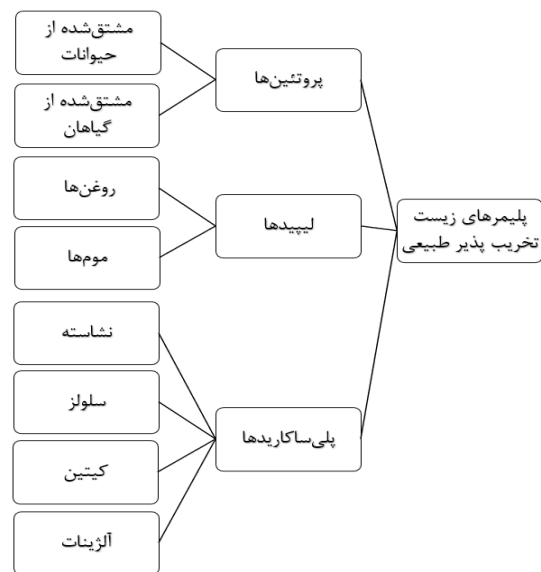 پلیمرهای زیست
تخریب پذیر طبیعی
پروتئین‌ها
مشتق‌شده از
حیوانات
مشتق‌شده از
گیاهان
لیپیدها
روغن‌ها
موم‌ها
پلی‌ساکاریدها
نشاسته
سلولز
کیتین
آلژینات